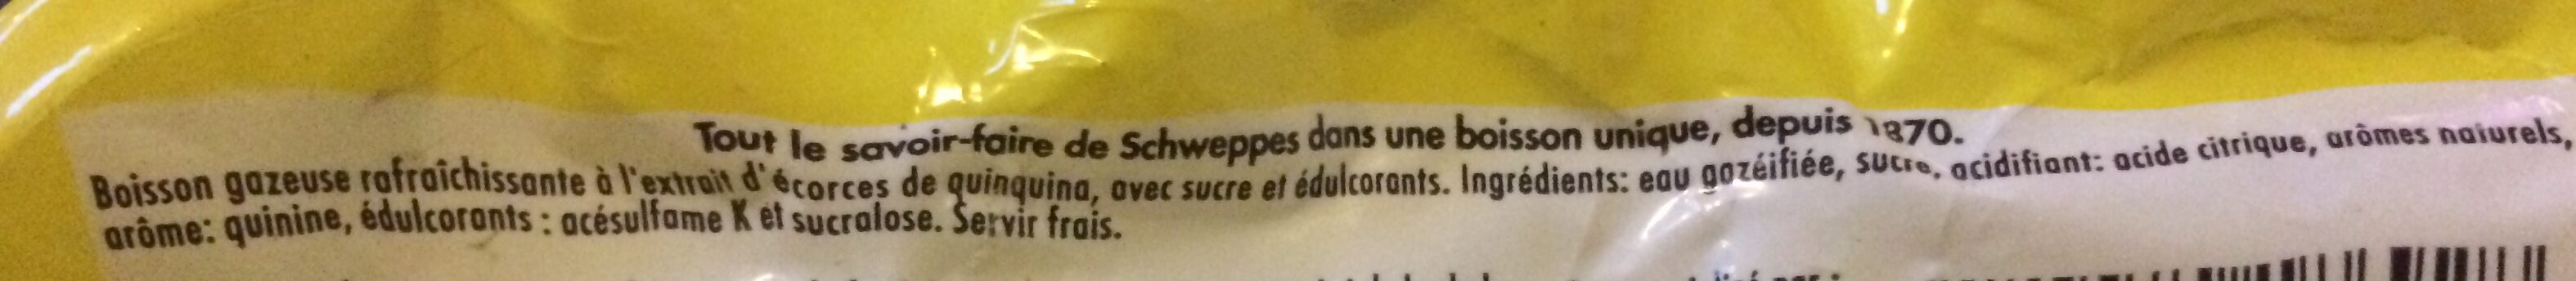 Tout le savoir-faire de Schweppes dans une boisson unique, depuis 1870.
Boisson gazeuse rafraîchissante à l'extrait d'écorces de quinquina, avec sucre et édulcorants. Ingrédients: eau gazéifiée, sucre, acidifiant: acide citrique, arômes naturels,
arôme: quinine, édulcorants : acésulfame K et sucralose. Servir frais.